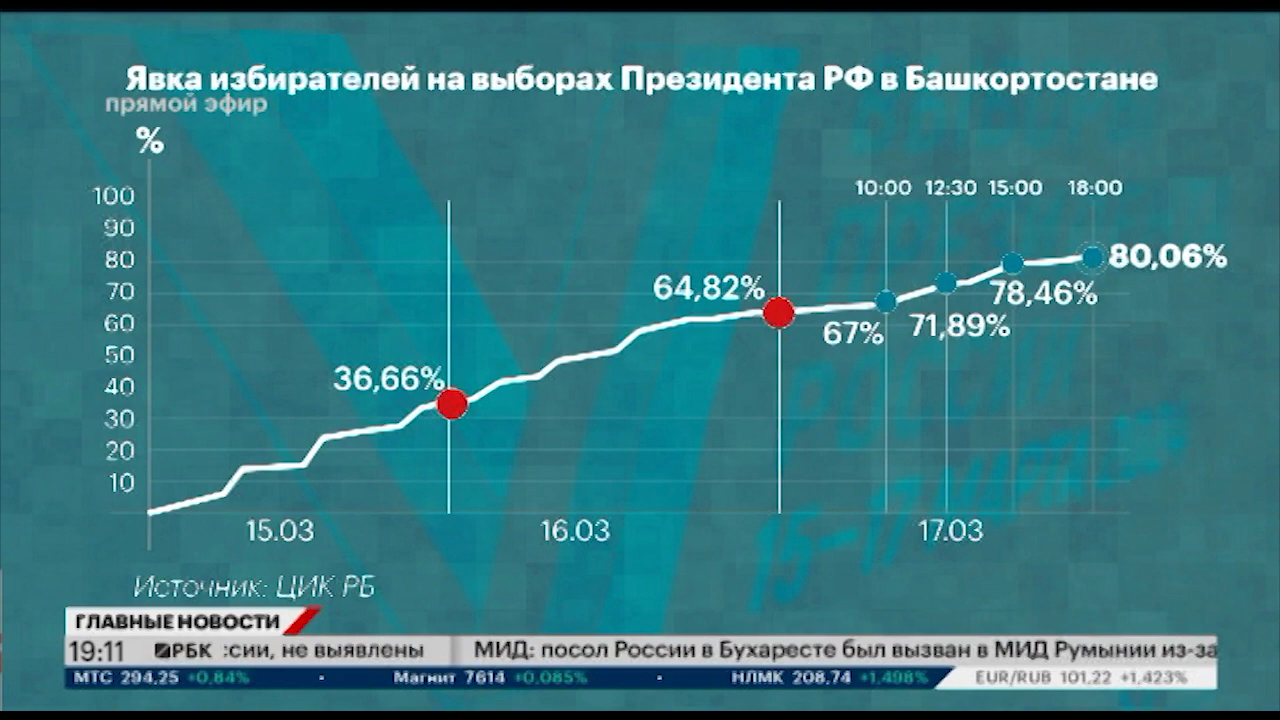 Явка избирателей на выборах Президента РФ в Башкортостане
прямой эфир
%
100
90
80
70
60
50
40
30
20
10
10:00 12:30 15:00 18:00
36,66%
64,82%
67%
71,89%
78,46%
80,06%
15.03 16.03 17.03
Источник: ЦИК РБ
ГЛАВНЫЕ НОВОСТИ
19:11 РБК :сии, не выявлены МИД: посол России в Бухаресте был вызван в МИД Румынии из-за
МТС 294,25 +0,84% · Магнит 7614 +0,085% · НЛМК 208,74 +1,498% EUR/RUB 101,22 +1,423%